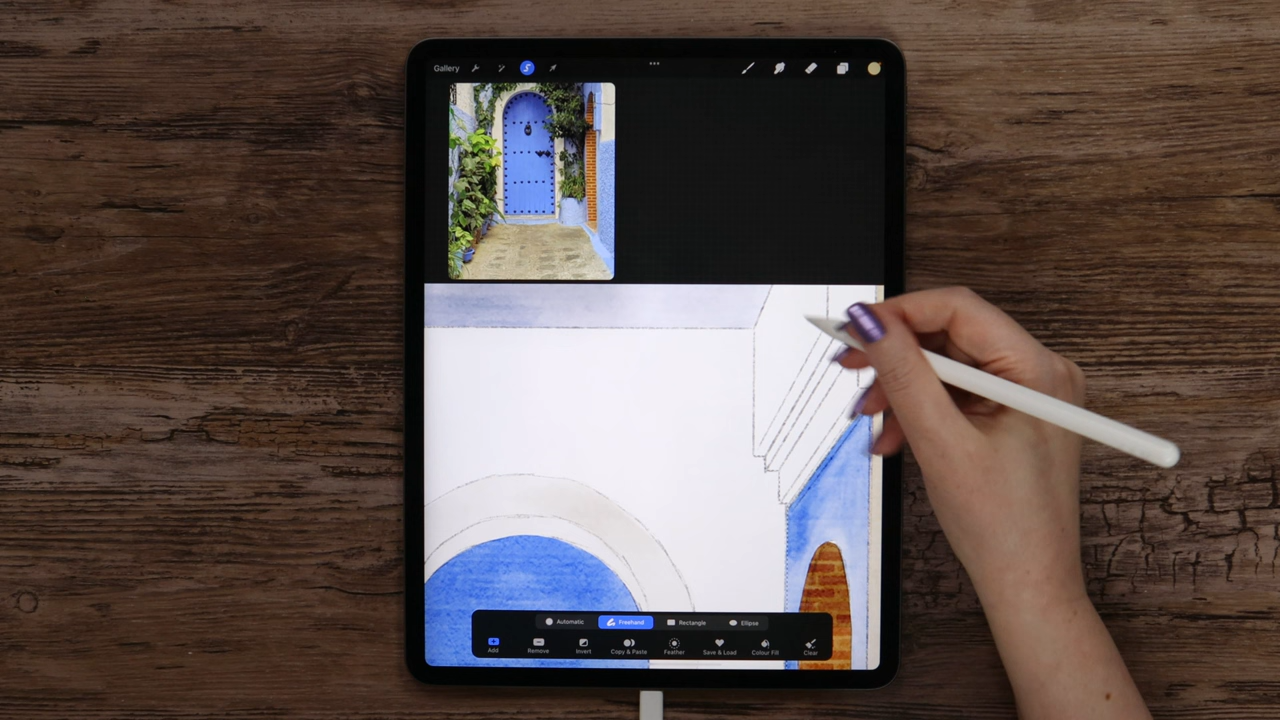 Gallery
Automatic Freehand Rectangle Ellipse
Add Remove Invert Copy & Paste Feather Save & Load Colour Fill Clear